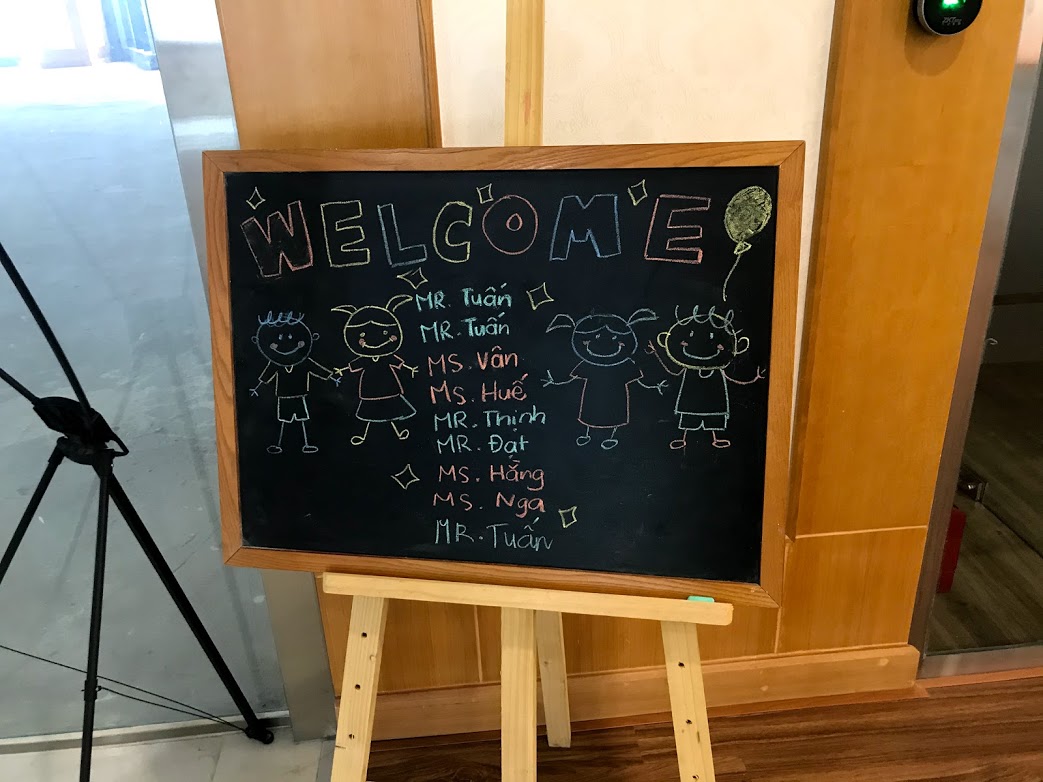 WELCOME
MR. Tuấn
MR. Tuấn
MS. Vân
MS. Huế
MR. Thịnh
MR. Đạt
MS. Hằng
MS. Nga
MR. Tuấn